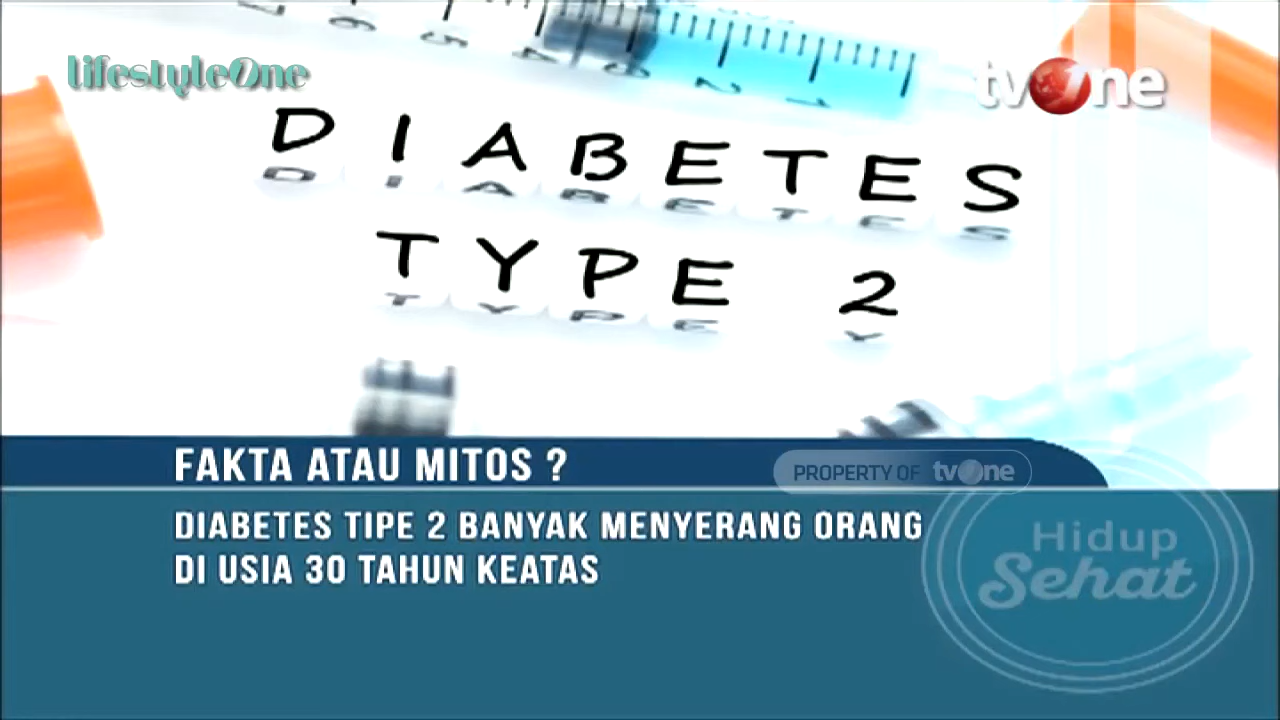 lifestyleOne
tvOne
DIABETES
TYPE 2
FAKTA ATAU MITOS ?
PROPERTY OF tvOne
DIABETES TIPE 2 BANYAK MENYERANG ORANG
DI USIA 30 TAHUN KEATAS
Hidup
Sehat